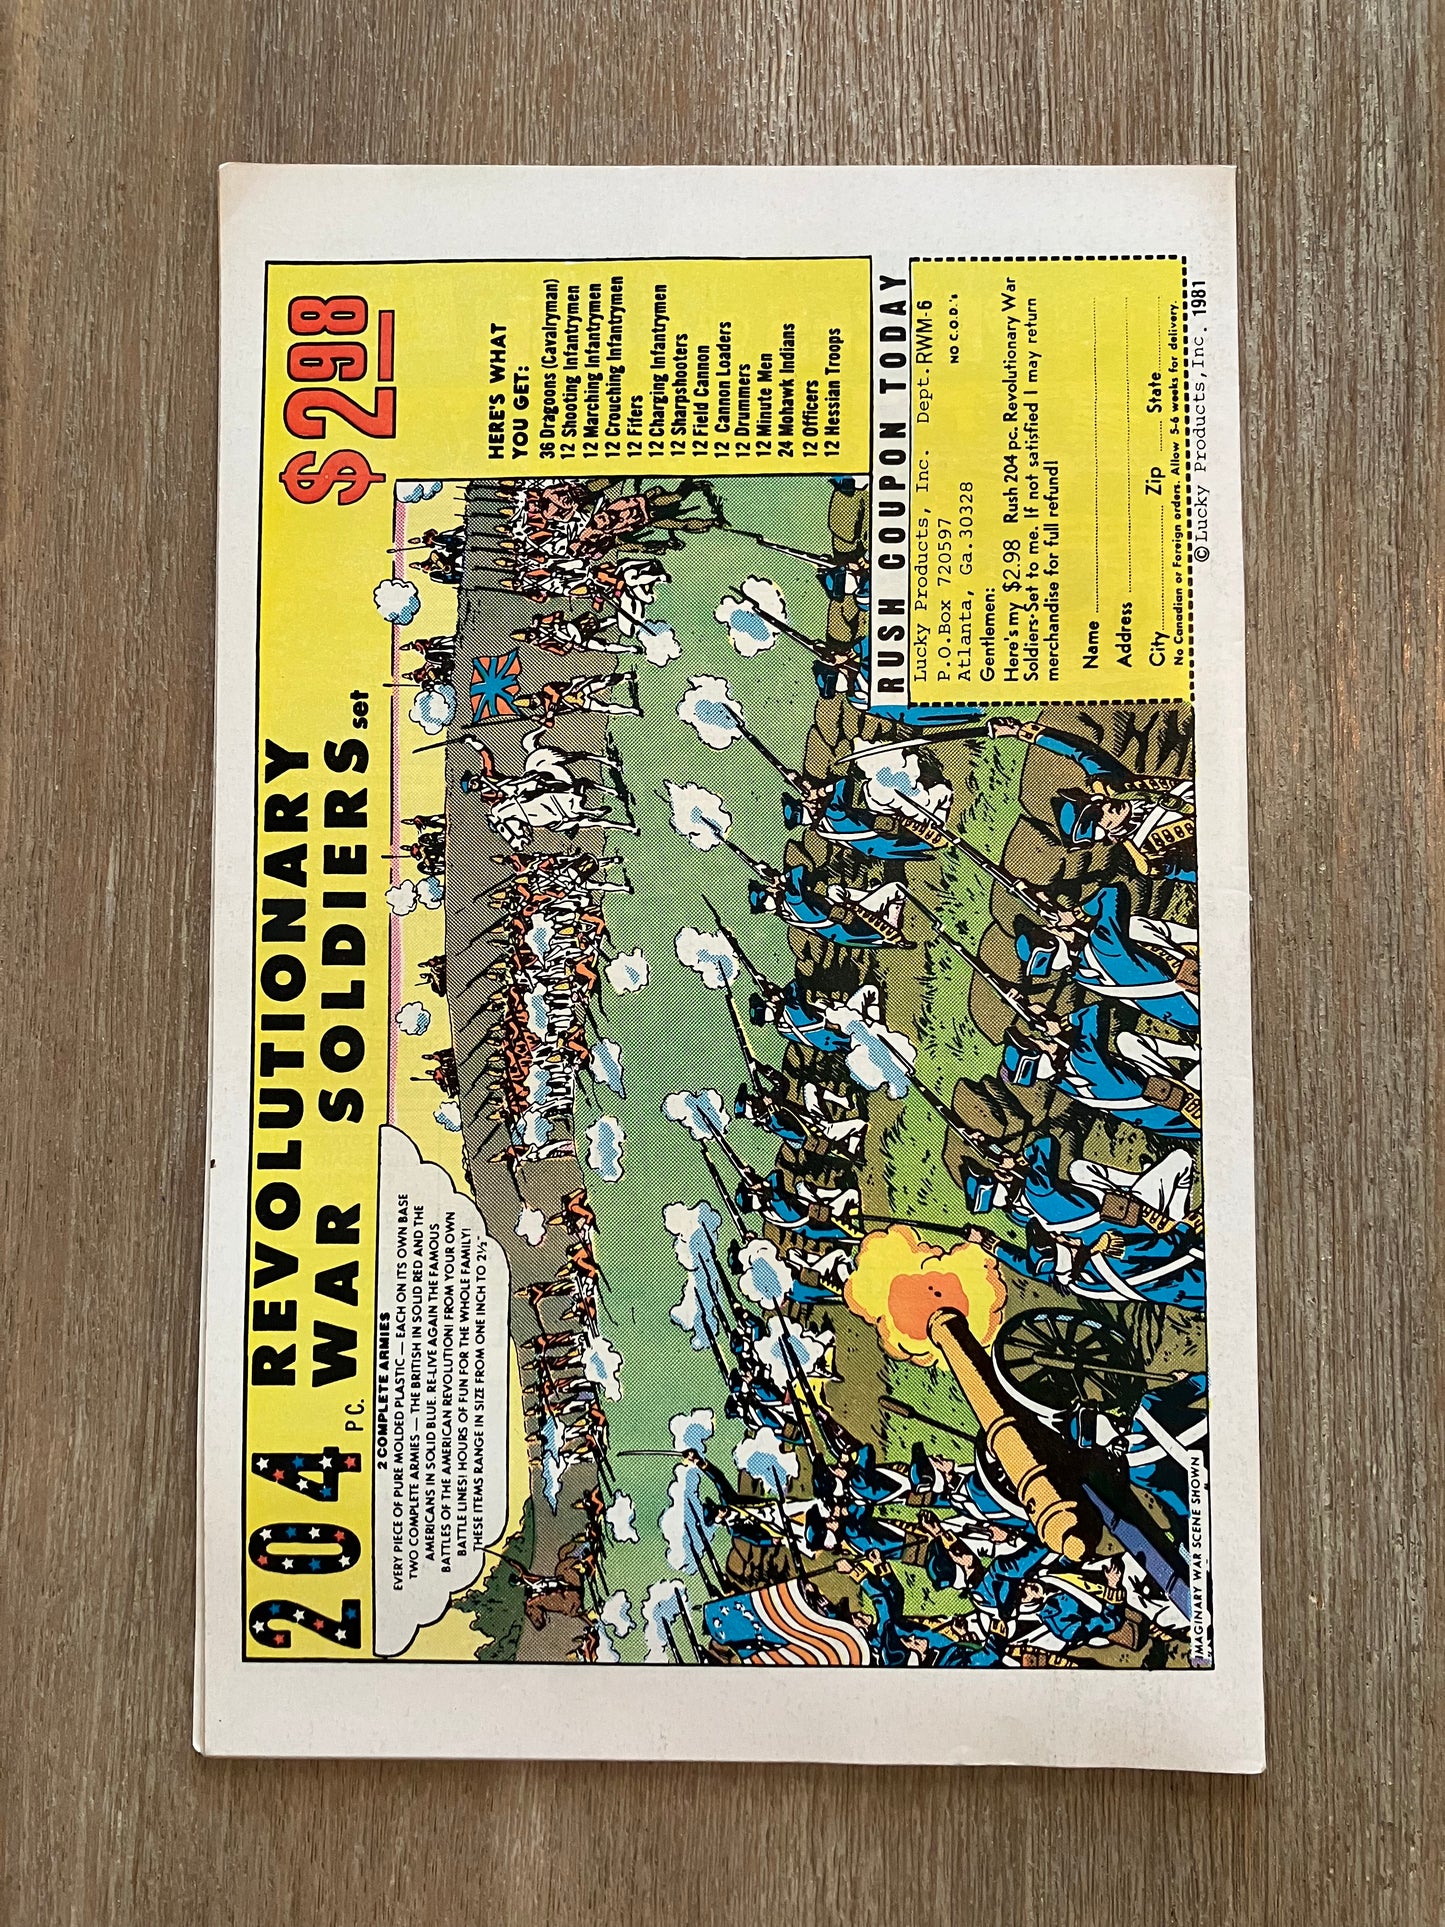 204 PC. REVOLUTIONARY
WAR SOLDIERS set
$298
2 COMPLETE ARMIES
EVERY PIECE OF PURE MOLDED PLASTIC — EACH ON ITS OWN BASE
TWO COMPLETE ARMIES — THE BRITISH IN SOLID RED AND THE
AMERICANS IN SOLID BLUE. RE-LIVE AGAIN THE FAMOUS
BATTLES OF THE AMERICAN REVOLUTION! FROM YOUR OWN
BATTLE LINES! HOURS OF FUN FOR THE WHOLE FAMILY!
THESE ITEMS RANGE IN SIZE FROM ONE INCH TO 2½"
HERE'S WHAT
YOU GET:
36 Dragoons (Cavalryman)
12 Shooting Infantrymen
12 Marching Infantrymen
12 Crouching Infantrymen
12 Fifers
12 Charging Infantrymen
12 Sharpshooters
12 Field Cannon
12 Cannon Loaders
12 Drummers
12 Minute Men
24 Mohawk Indians
12 Officers
12 Hessian Troops
RUSH COUPON TODAY
Lucky Products, Inc. Dept. RWM-6
P.O.Box 720597
NO C.O.D.'s
Atlanta, Ga.30328
Gentlemen:
Here's my $2.98 Rush 204 pc. Revolutionary War
Soldiers-Set to me. If not satisfied I may return
merchandise for full refund!
Name
Address
City Zip State
No Canadian or Foreign orders. Allow 5-6 weeks for delivery.
© Lucky Products, Inc. 1981
IMAGINARY WAR SCENE SHOWN